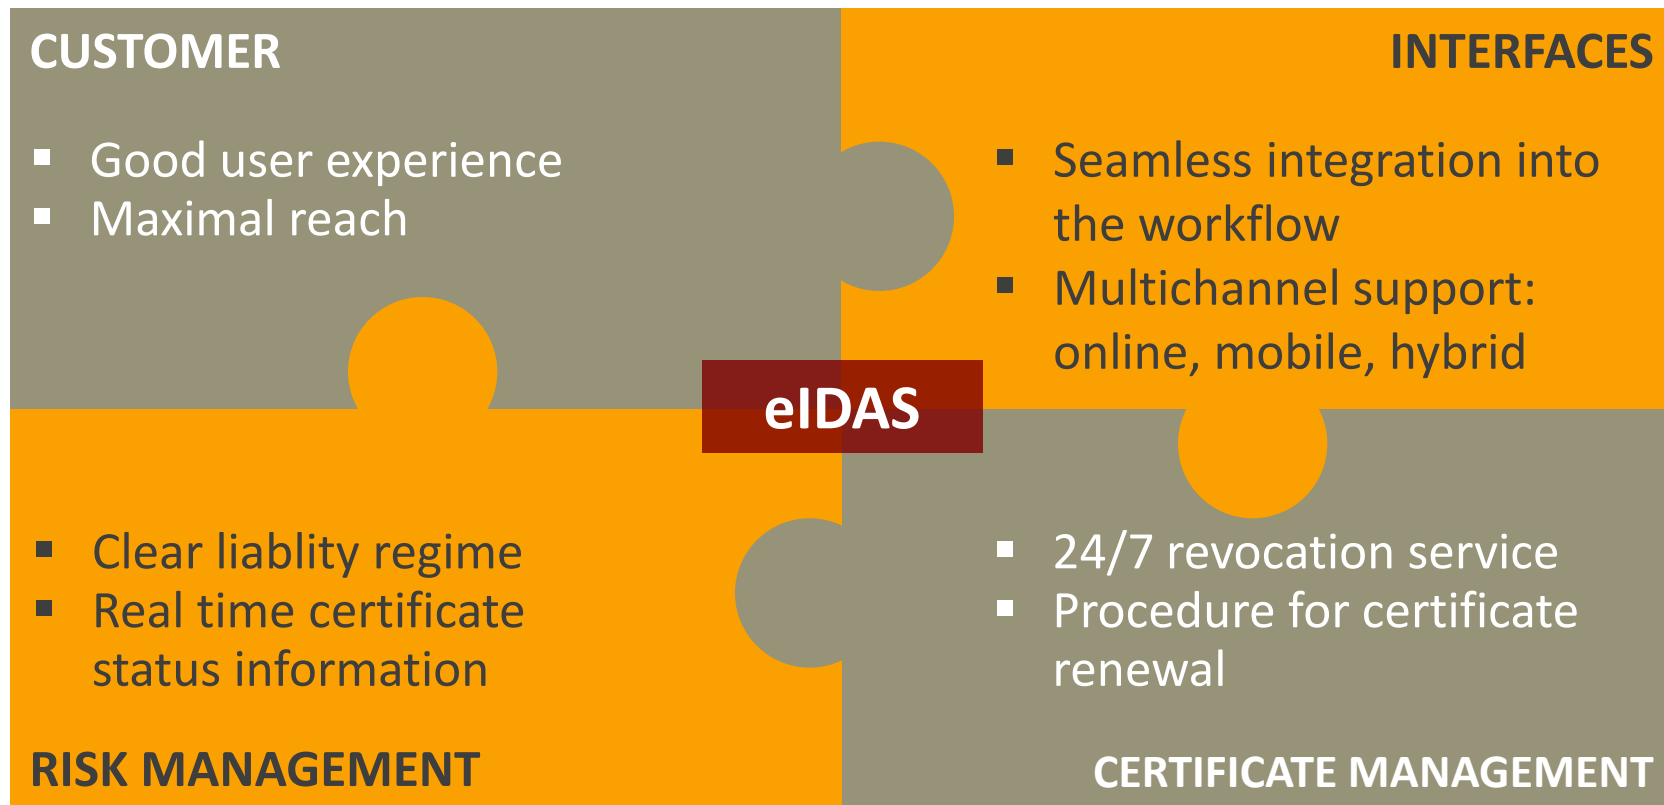 CUSTOMER
▪ Good user experience
▪ Maximal reach
INTERFACES
▪ Seamless integration into
the workflow
▪ Multichannel support:
online, mobile, hybrid
eIDAS
▪ Clear liablity regime
▪ Real time certificate
status information
RISK MANAGEMENT
▪ 24/7 revocation service
▪ Procedure for certificate
renewal
CERTIFICATE MANAGEMENT